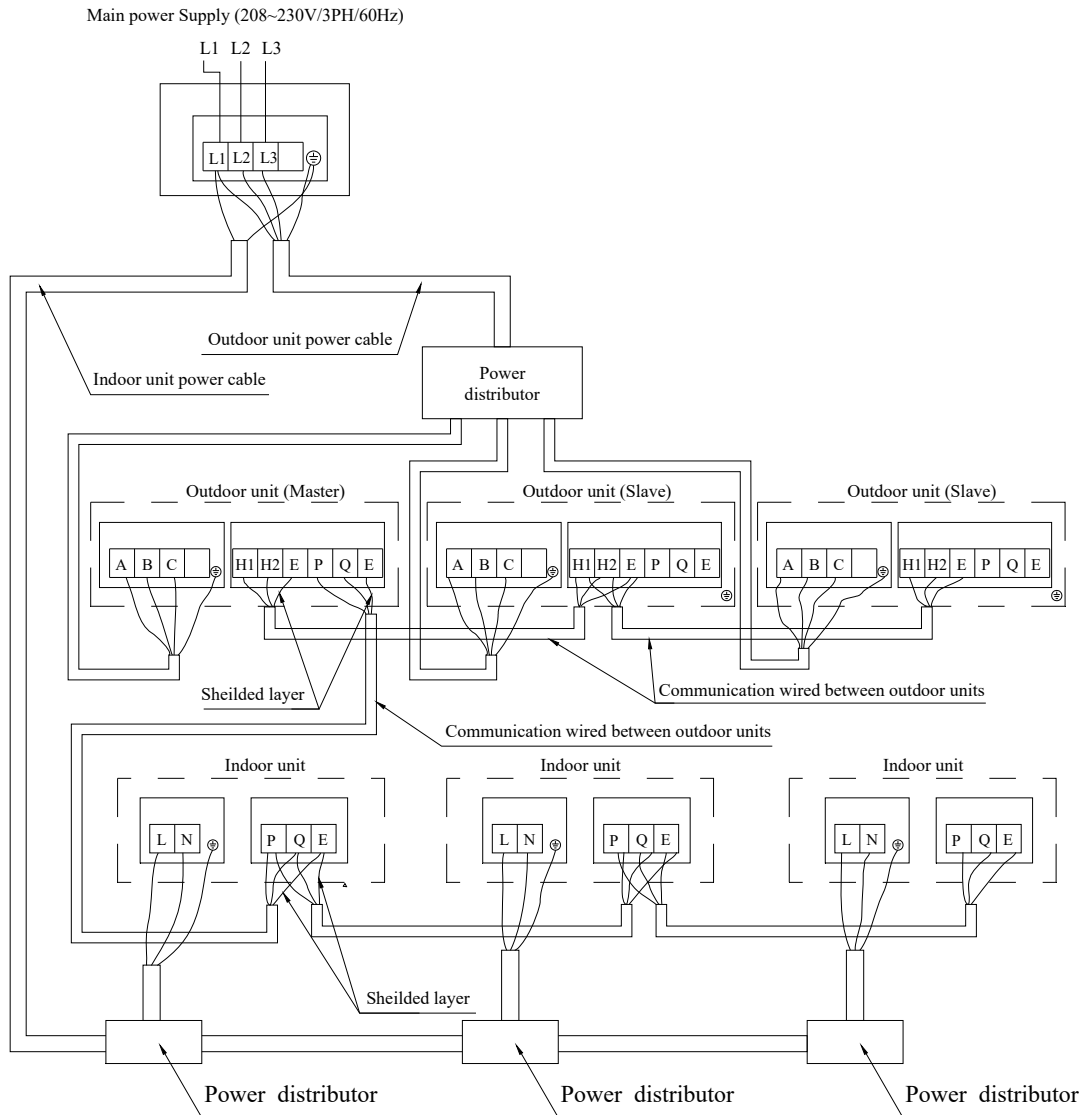 Main power Supply (208~230V/3PH/60Hz)
L1 L2 L3
L1 L2 L3
Outdoor unit power cable
Indoor unit power cable
Power
distributor
Outdoor unit (Master)
Outdoor unit (Slave)
Outdoor unit (Slave)
A B C
H1 H2 E P Q E
A B C
H1 H2 E P Q E
A B C
H1 H2 E P Q E
Sheilded layer
Communication wired between outdoor units
Communication wired between outdoor units
Indoor unit
Indoor unit
Indoor unit
L N
P Q E
L N
P Q E
L N
P Q E
Sheilded layer
Power distributor
Power distributor
Power distributor